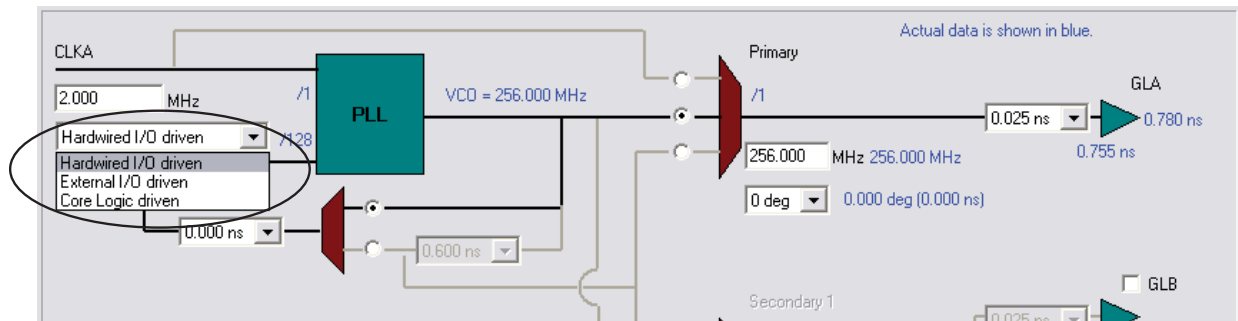 Actual data is shown in blue.
CLKA
Primary
2.000 MHz
/1
PLL
VCO = 256.000 MHz
/1
GLA
Hardwired I/O driven
/128
0.025 ns
0.780 ns
Hardwired I/O driven
External I/O driven
Core Logic driven
256.000 MHz 256.000 MHz
0.755 ns
0 deg
0.000 deg (0.000 ns)
0.000 ns
0.600 ns
GLB
Secondary 1
0.025 ns